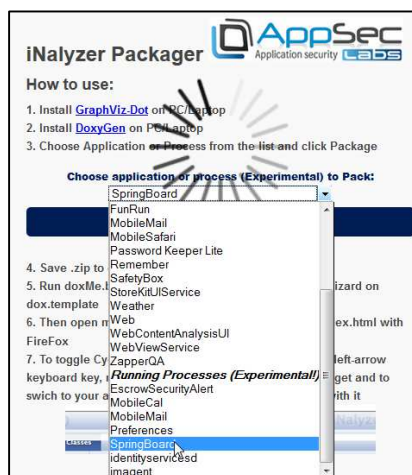 iNalyzer Packager
AppSec
Application security Labs
How to use:
1. Install GraphViz-Dot on PC/Laptop
2. Install DoxyGen on PC/Laptop
3. Choose Application or Process from the list and click Package
Choose application or process (Experimental) to Pack:
SpringBoard
FunRun
MobileMail
MobileSafari
Password Keeper Lite
Remember
SafetyBox
StoreKitUIService
Weather
Web
WebContentAnalysisUI
WebViewService
ZapperQA
Running Processes (Experimental!)
EscrowSecurityAlert
MobileCal
MobileMail
Preferences
SpringBoard
identityservicesd
imagent
4. Save .zip to
5. Run doxMe. izard on
dox.template
6. Then open ex.html with
FireFox
7. To toggle Cy left-arrow
keyboard key, get and to
swich to your a th it
Classes
nalyze